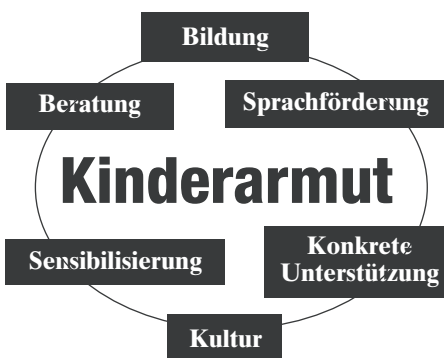 Bildung
Beratung
Sprachförderung
Kinderarmut
Sensibilisierung
Konkrete
Unterstützung
Kultur